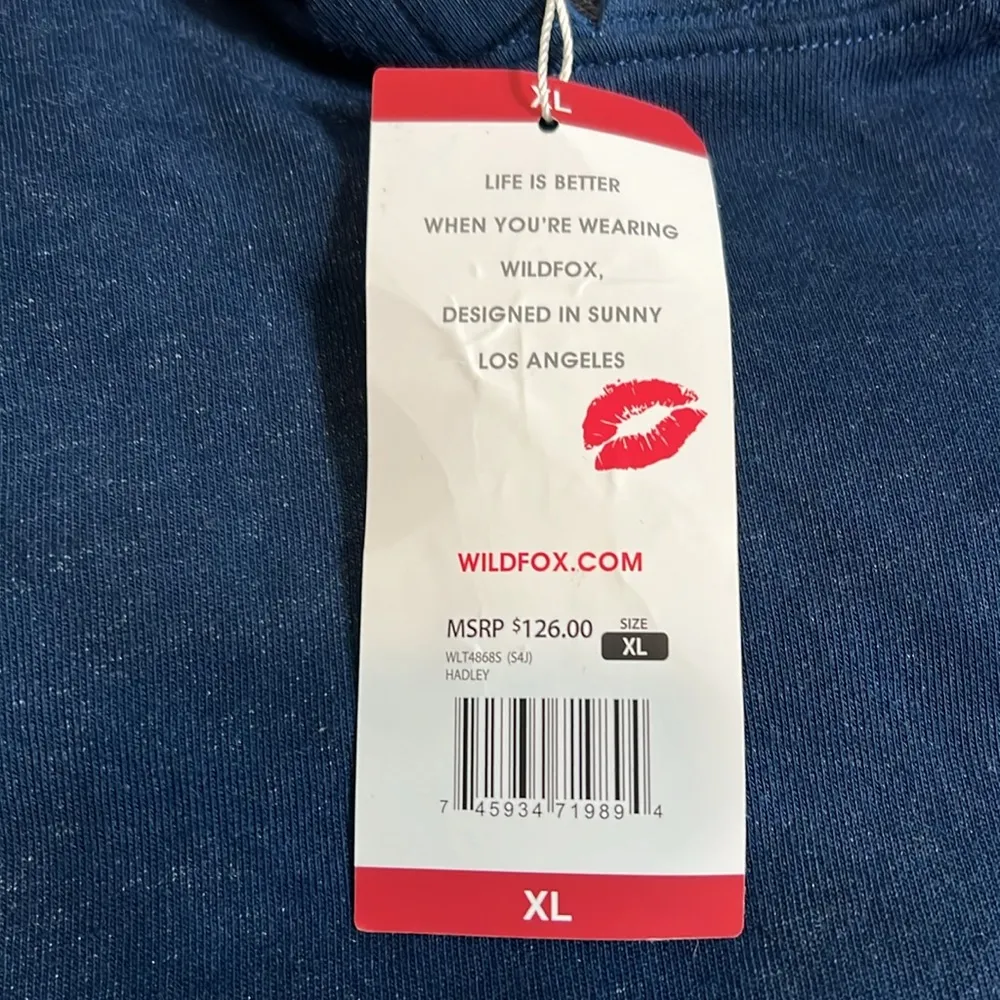 XL
LIFE IS BETTER
WHEN YOU'RE WEARING
WILDFOX,
DESIGNED IN SUNNY
LOS ANGELES
WILDFOX.COM
MSRP $126.00 SIZE
XL
WLT4868S (S4J)
HADLEY
7 45934 71989 4
XL